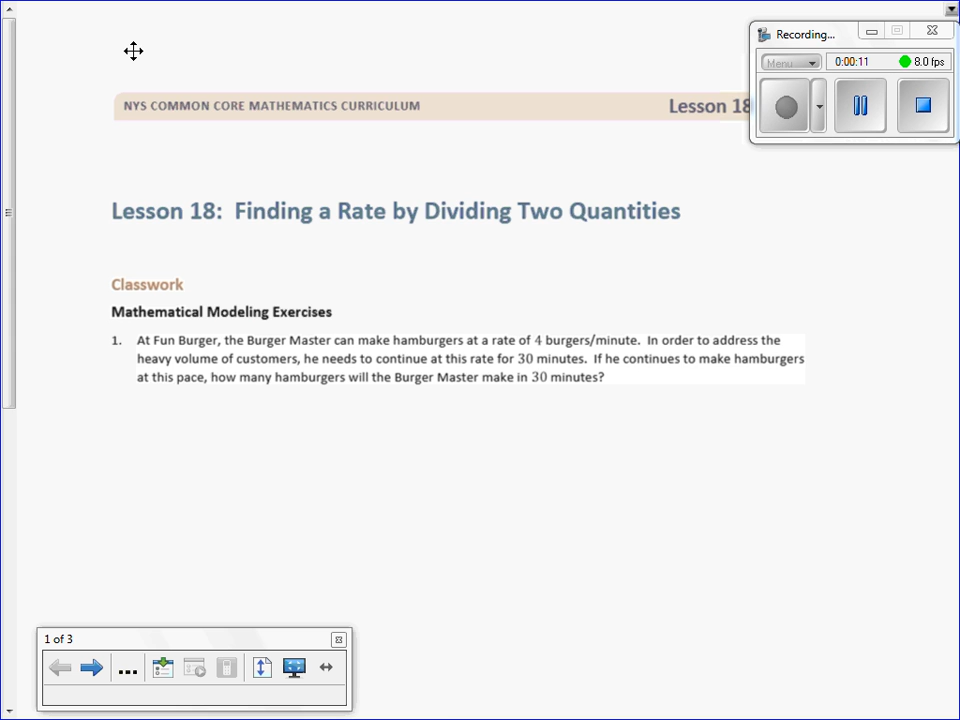 Recording...
Menu
0:00:11
8.0 fps
NYS COMMON CORE MATHEMATICS CURRICULUM
Lesson 18
Lesson 18: Finding a Rate by Dividing Two Quantities
Classwork
Mathematical Modeling Exercises
1. At Fun Burger, the Burger Master can make hamburgers at a rate of 4 burgers/minute. In order to address the
heavy volume of customers, he needs to continue at this rate for 30 minutes. If he continues to make hamburgers
at this pace, how many hamburgers will the Burger Master make in 30 minutes?
1 of 3